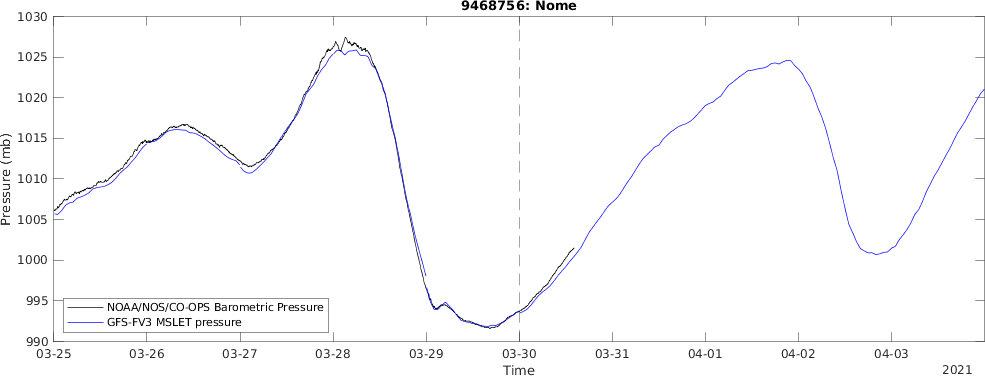 9468756: Nome
1030
1025
1020
1015
1010
1005
1000
995
990
Pressure (mb)
NOAA/NOS/CO-OPS Barometric Pressure
GFS-FV3 MSLET pressure
03-25 03-26 03-27 03-28 03-29 03-30 03-31 04-01 04-02 04-03
Time
2021